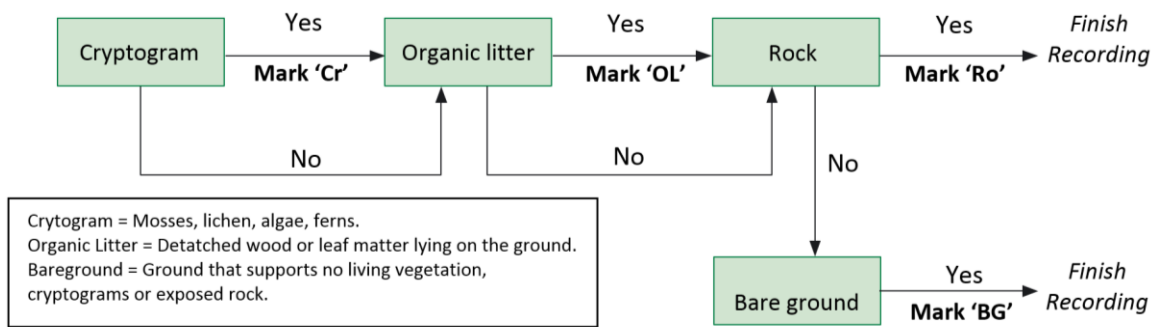 Cryptogram
Yes
Mark ‘Cr’
Organic litter
Yes
Mark ‘OL’
Rock
Yes
Mark ‘Ro’
Finish
Recording
No
No
No
Crytogram = Mosses, lichen, algae, ferns.
Organic Litter = Detatched wood or leaf matter lying on the ground.
Bareground = Ground that supports no living vegetation,
cryptograms or exposed rock.
Bare ground
Yes
Mark ‘BG’
Finish
Recording